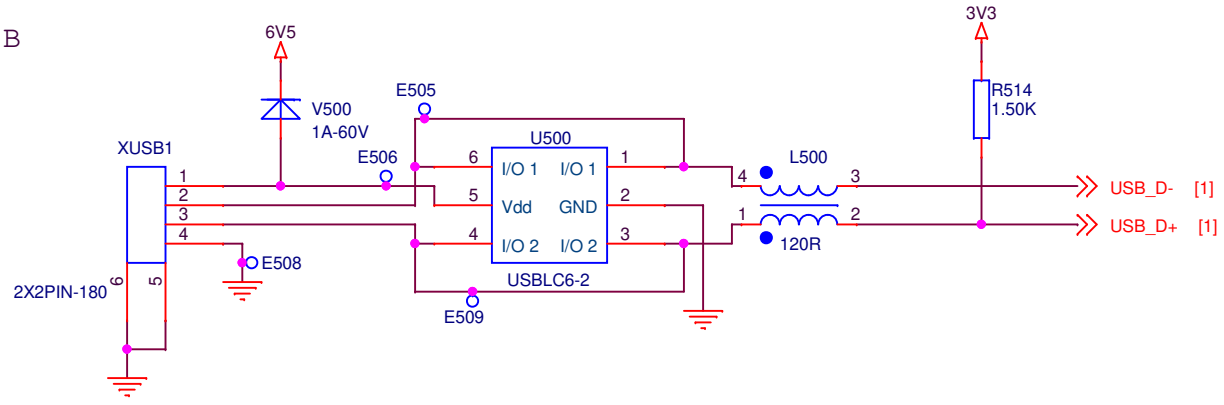 B
6V5
3V3
V500
1A-60V
E505
R514
1.50K
XUSB1
U500
E506
L500
1
2
3
4
6
I/O 1
I/O 1
1
5
Vdd
GND
2
4
I/O 2
I/O 2
3
4
3
USB_D- [1]
1
2
USB_D+ [1]
120R
E508
USBLC6-2
6
5
2X2PIN-180
E509